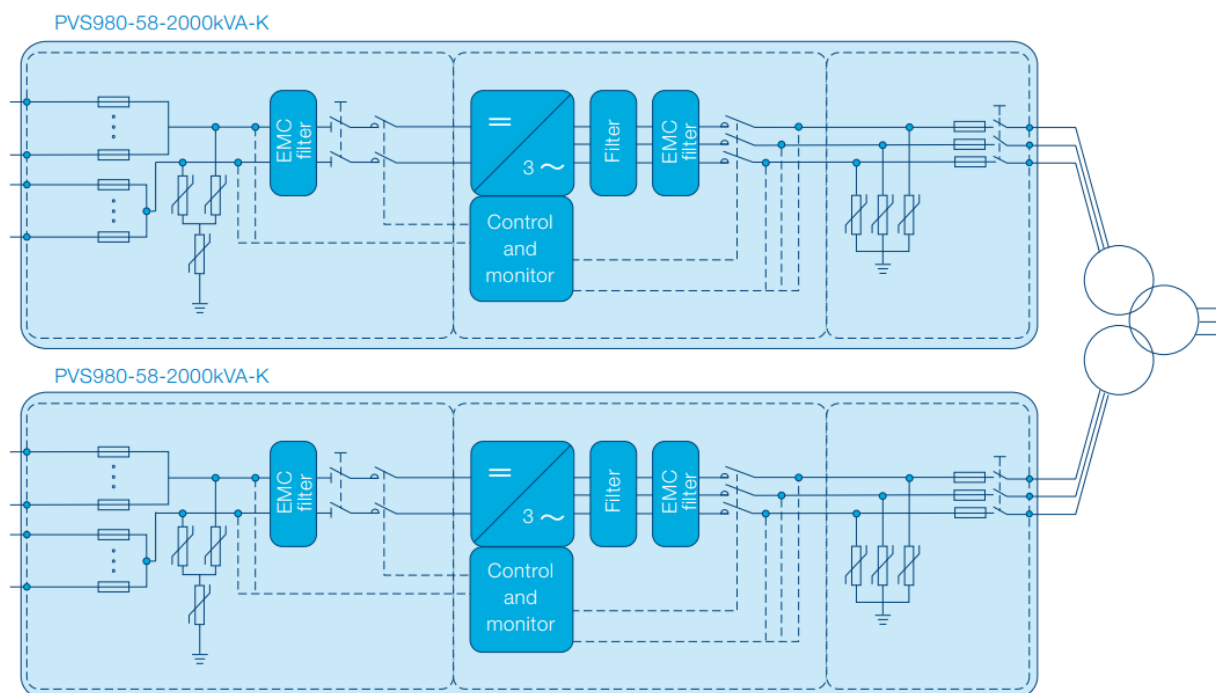 PVS980-58-2000kVA-K
EMC
filter
=
3 ~
Filter
EMC
filter
Control
and
monitor
PVS980-58-2000kVA-K
EMC
filter
=
3 ~
Filter
EMC
filter
Control
and
monitor